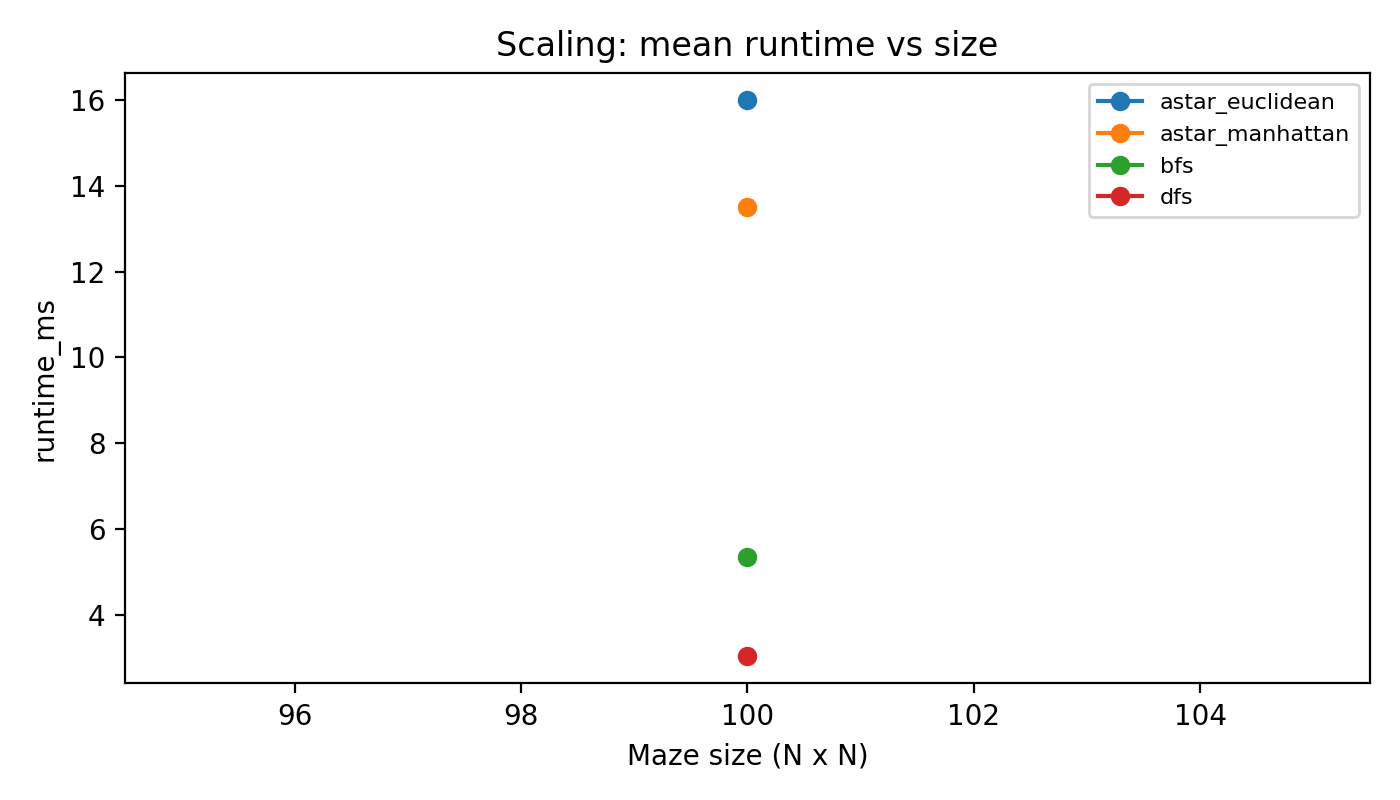 Scaling: mean runtime vs size
astar_euclidean
astar_manhattan
bfs
dfs
runtime_ms
16
14
12
10
8
6
4
96 98 100 102 104
Maze size (N x N)